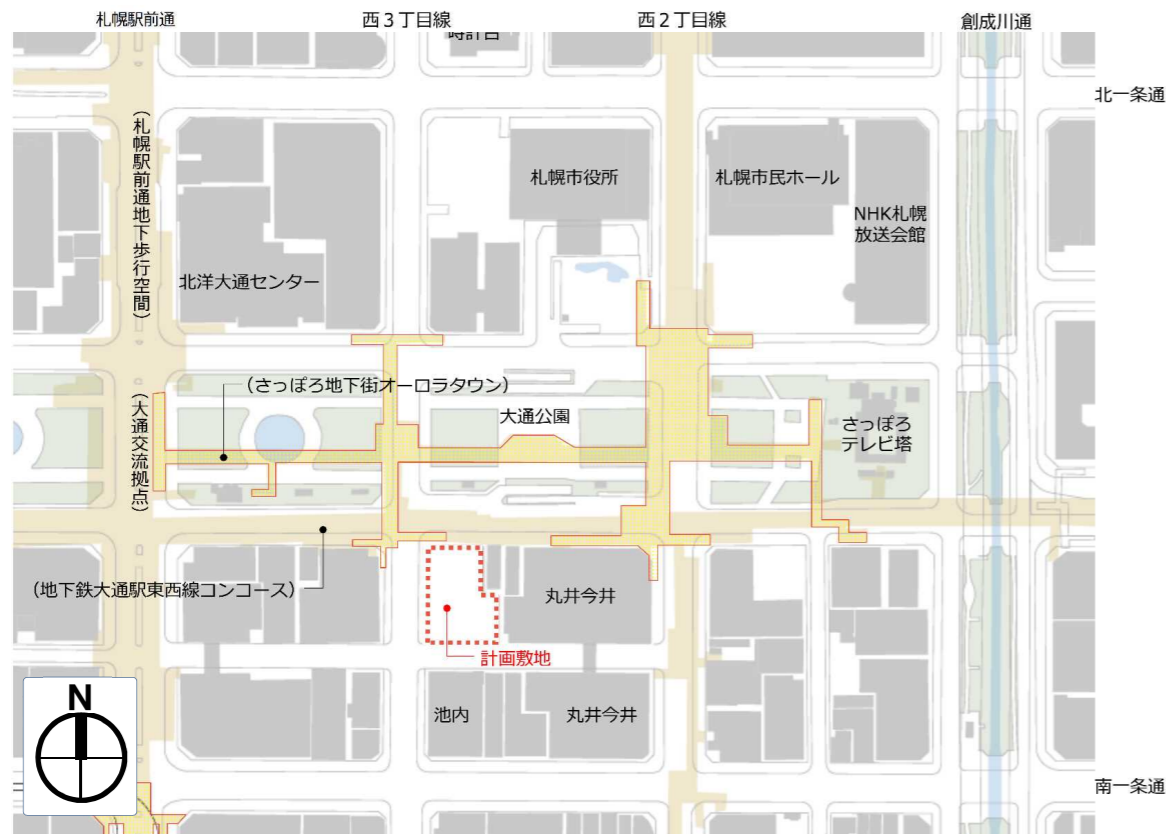 札幌駅前通
西3丁目線
西2丁目線
創成川通
時計台
北一条通
(札幌駅前通地下歩行空間)
札幌市役所
札幌市民ホール
NHK札幌
放送会館
北洋大通センター
(さっぽろ地下街オーロラタウン)
大通公園
さっぽろ
テレビ塔
(大通交流拠点)
(地下鉄大通駅東西線コンコース)
丸井今井
計画敷地
N
池内
丸井今井
南一条通